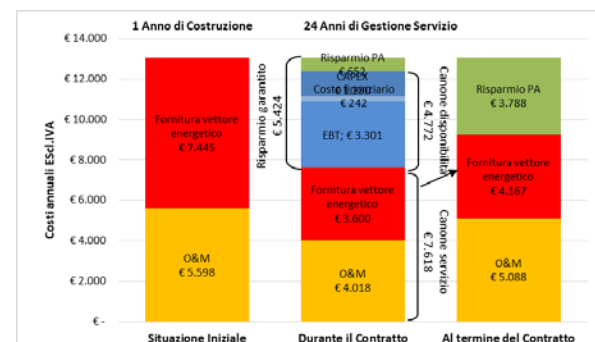 1 Anno di Costruzione
24 Anni di Gestione Servizio
Costi annuali EScl.IVA
€ 14.000
€ 12.000
€ 10.000
€ 8.000
€ 6.000
€ 4.000
€ 2.000
€ -
Fornitura vettore
energetico
€ 7.445
O&M
€ 5.598
Risparmio garantito
€ 5.424
Risparmio PA
€ 652
CAPEX
Costo finanziario
€ 242
EBT; € 3.301
Fornitura vettore
energetico
€ 3.600
O&M
€ 4.018
Canone disponibilità
€ 4.772
Canone servizio
€ 7.618
Risparmio PA
€ 3.788
Fornitura vettore
energetico
€ 4.167
O&M
€ 5.088
Situazione Iniziale
Durante il Contratto
Al termine del Contratto